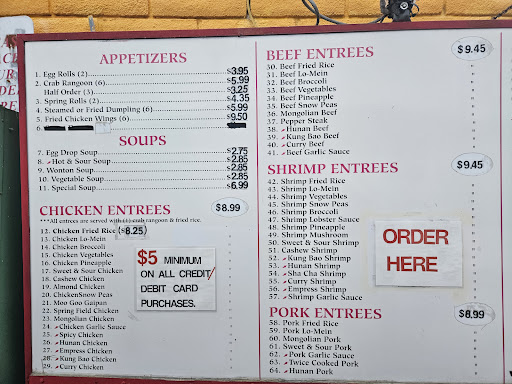 APPETIZERS
1. Egg Rolls (2) $3.95
2. Crab Rangoon (6) $5.99
Half Order (3) $3.25
3. Spring Rolls (2) $4.35
4. Steamed or Fried Dumpling (6) $5.99
5. Fried Chicken Wings (6) $9.50
6.
SOUPS
7. Egg Drop Soup $2.75
8. Hot & Sour Soup $2.85
9. Wonton Soup $2.85
10. Vegetable Soup $2.85
11. Special Soup $6.99
CHICKEN ENTREES $8.99
***All entrees are served with crab rangoon & fried rice.
12. Chicken Fried Rice ($8.25)
13. Chicken Lo Mein
14. Chicken Broccoli
15. Chicken Vegetables
16. Chicken Pineapple
17. Sweet & Sour Chicken
18. Cashew Chicken
19. Almond Chicken
20. ChickenSnow Peas
21. Moo Goo Gaipan
22. Spring Field Chicken
23. Mongolian Chicken
24. Chicken Garlic Sauce
25. Spicy Chicken
26. Hunan Chicken
27. Empress Chicken
28. Kung Bao Chicken
29. Curry Chicken
$5 MINIMUM
ON ALL CREDIT/
DEBIT CARD
PURCHASES.
BEEF ENTREES $9.45
30. Beef Fried Rice
31. Beef Lo-Mein
32. Beef Broccoli
33. Beef Vegetables
34. Beef Pineapple
35. Beef Snow Peas
36. Mongolian Beef
37. Pepper Steak
38. Hunan Beef
39. Kung Bao Beef
40. Curry Beef
41. Beef Garlic Sauce
SHRIMP ENTREES $9.45
42. Shrimp Fried Rice
43. Shrimp Lo-Mein
44. Shrimp Vegetables
45. Shrimp Snow Peas
46. Shrimp Broccoli
47. Shrimp Lobster Sauce
48. Shrimp Pineapple
49. Shrimp Mushroom
50. Sweet & Sour Shrimp
51. Cashew Shrimp
52. Kung Bao Shrimp
53. Hunan Shrimp
54. Sha Cha Shrimp
55. Curry Shrimp
56. Empress Shrimp
57. Shrimp Garlic Sauce
ORDER
HERE
PORK ENTREES $8.99
58. Pork Fried Rice
59. Pork Lo-Mein
60. Mongolian Pork
61. Sweet & Sour Pork
62. Pork Garlic Sauce
63. Twice Cooked Pork
64. Hunan Pork